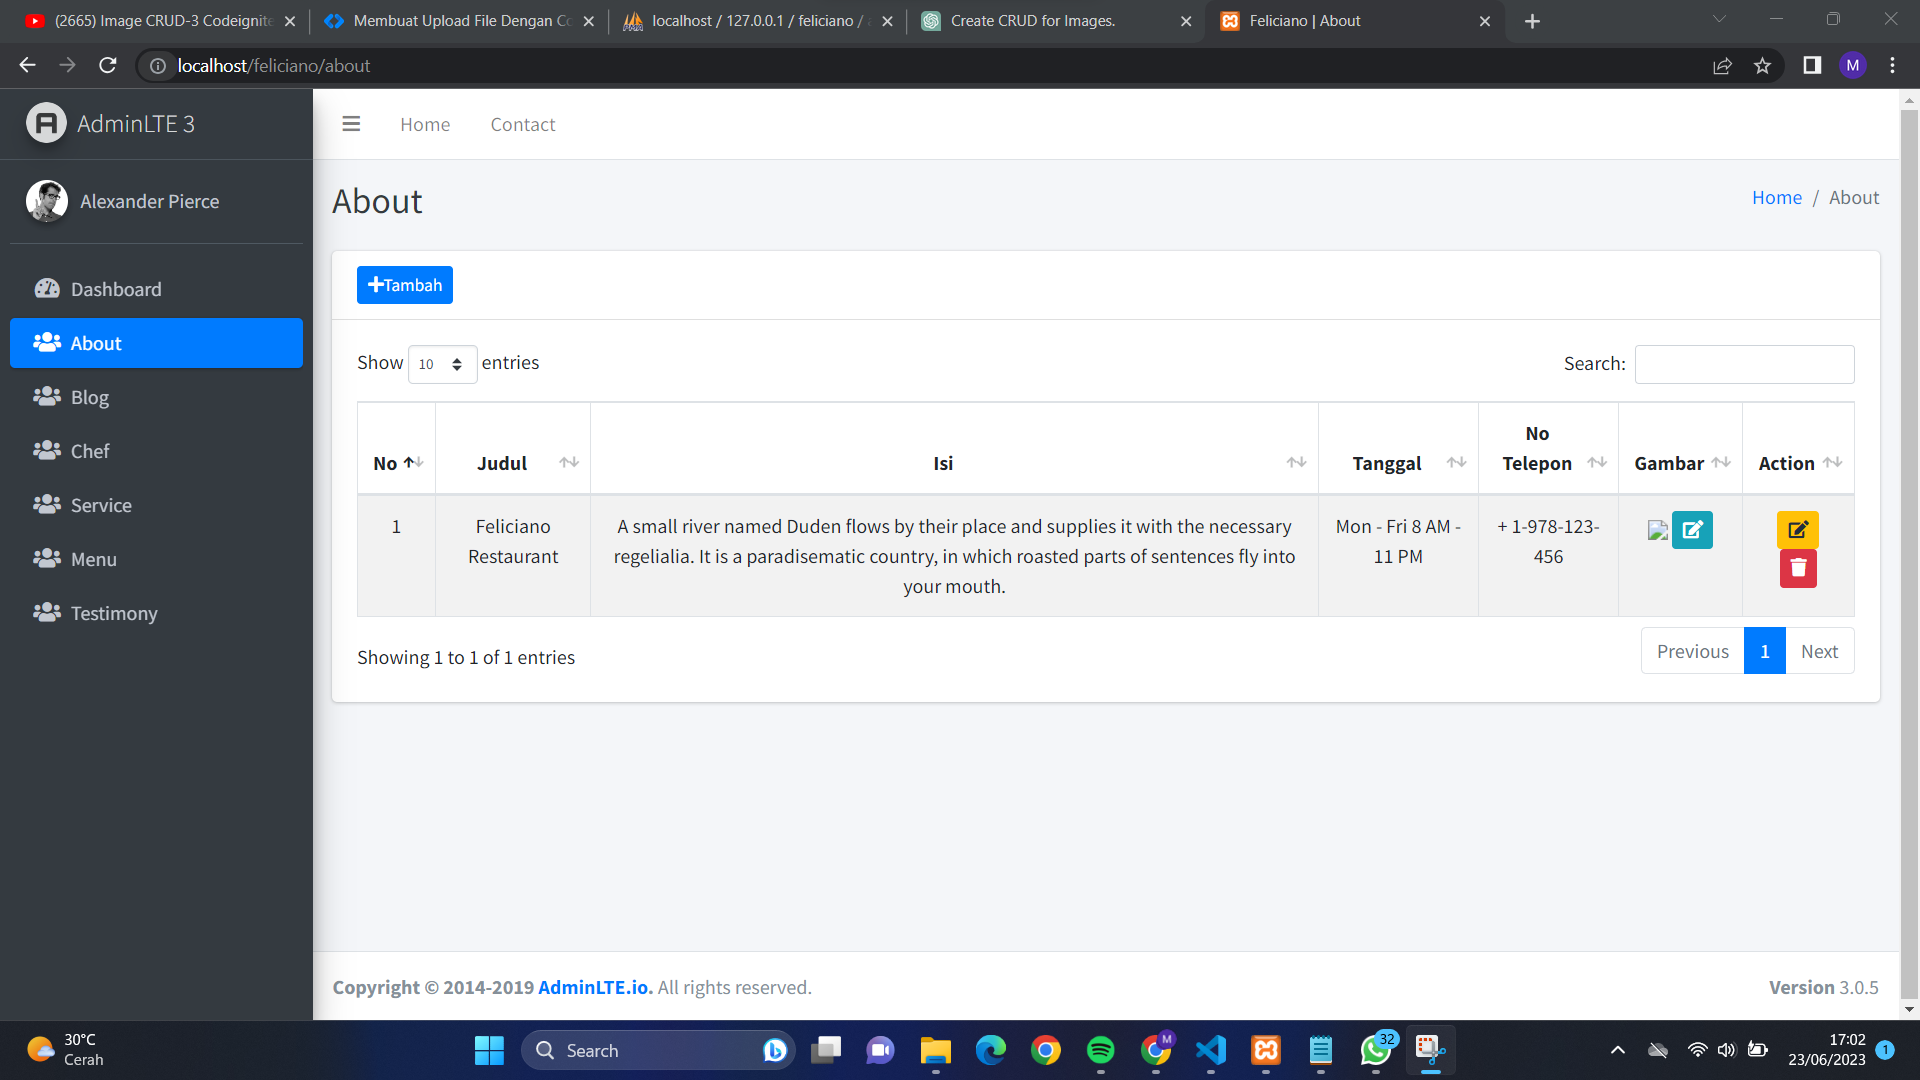 (2665) Image CRUD-3 Codeignite
Membuat Upload File Dengan Co
localhost / 127.0.0.1 / feliciano /
Create CRUD for Images.
Feliciano | About
localhost/feliciano/about
M
AdminLTE 3
Home
Contact
Alexander Pierce
About
Home / About
Dashboard
About
Blog
Chef
Service
Menu
Testimony
Tambah
Show 10 entries
Search:
No
Judul
Isi
Tanggal
No Telepon
Gambar
Action
1
Feliciano
Restaurant
A small river named Duden flows by their place and supplies it with the necessary
regelialia. It is a paradisematic country, in which roasted parts of sentences fly into
your mouth.
Mon - Fri 8 AM -
11 PM
+ 1-978-123-
456
Showing 1 to 1 of 1 entries
Previous
1
Next
Copyright © 2014-2019 AdminLTE.io. All rights reserved.
Version 3.0.5
30°C
Cerah
Search
M
32
17:02
23/06/2023
1